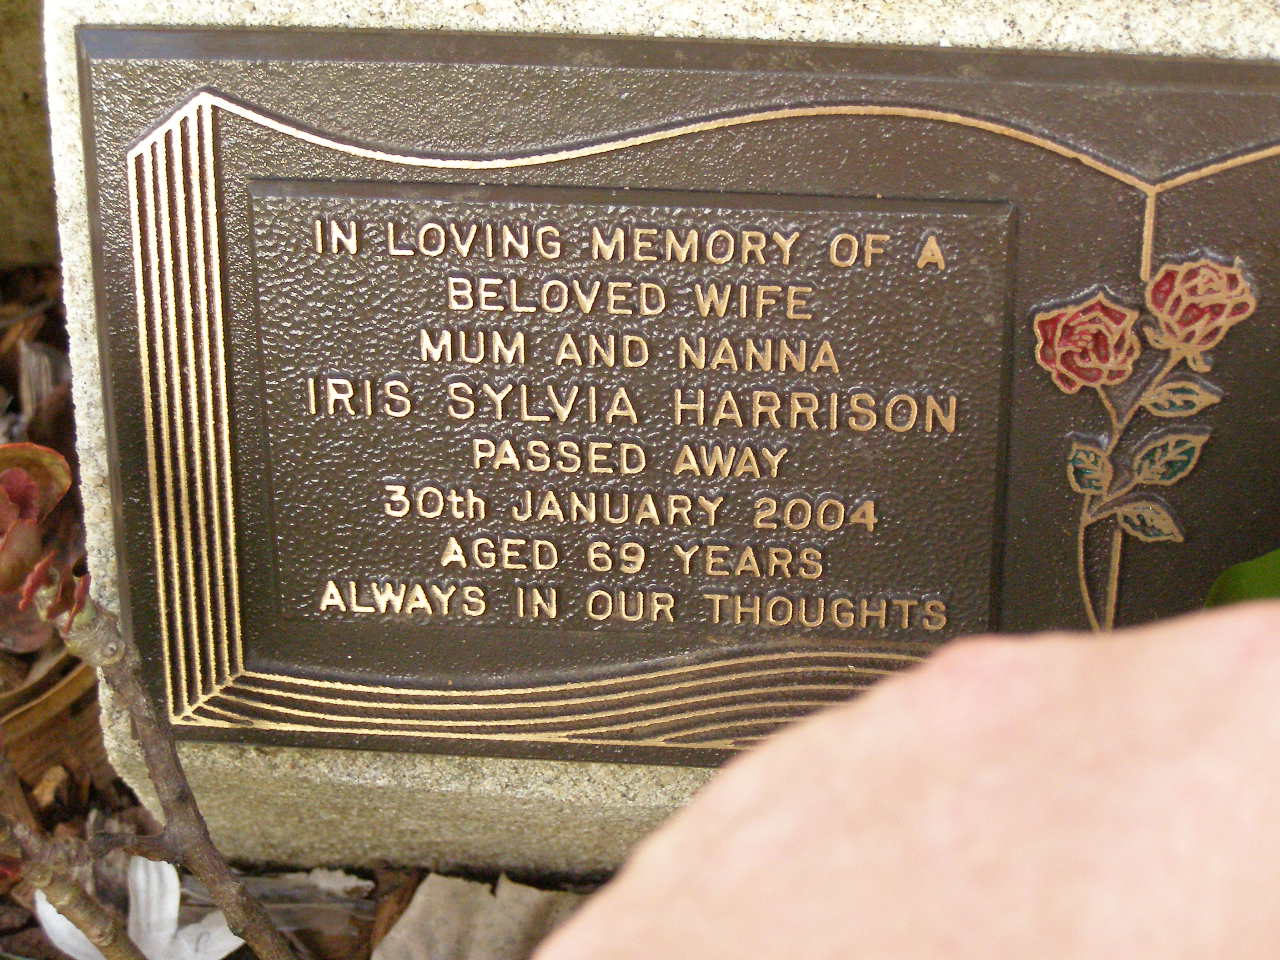 IN LOVING MEMORY OF A
BELOVED WIFE
MUM AND NANNA
IRIS SYLVIA HARRISON
PASSED AWAY
30th JANUARY 2004
AGED 69 YEARS
ALWAYS IN OUR THOUGHTS